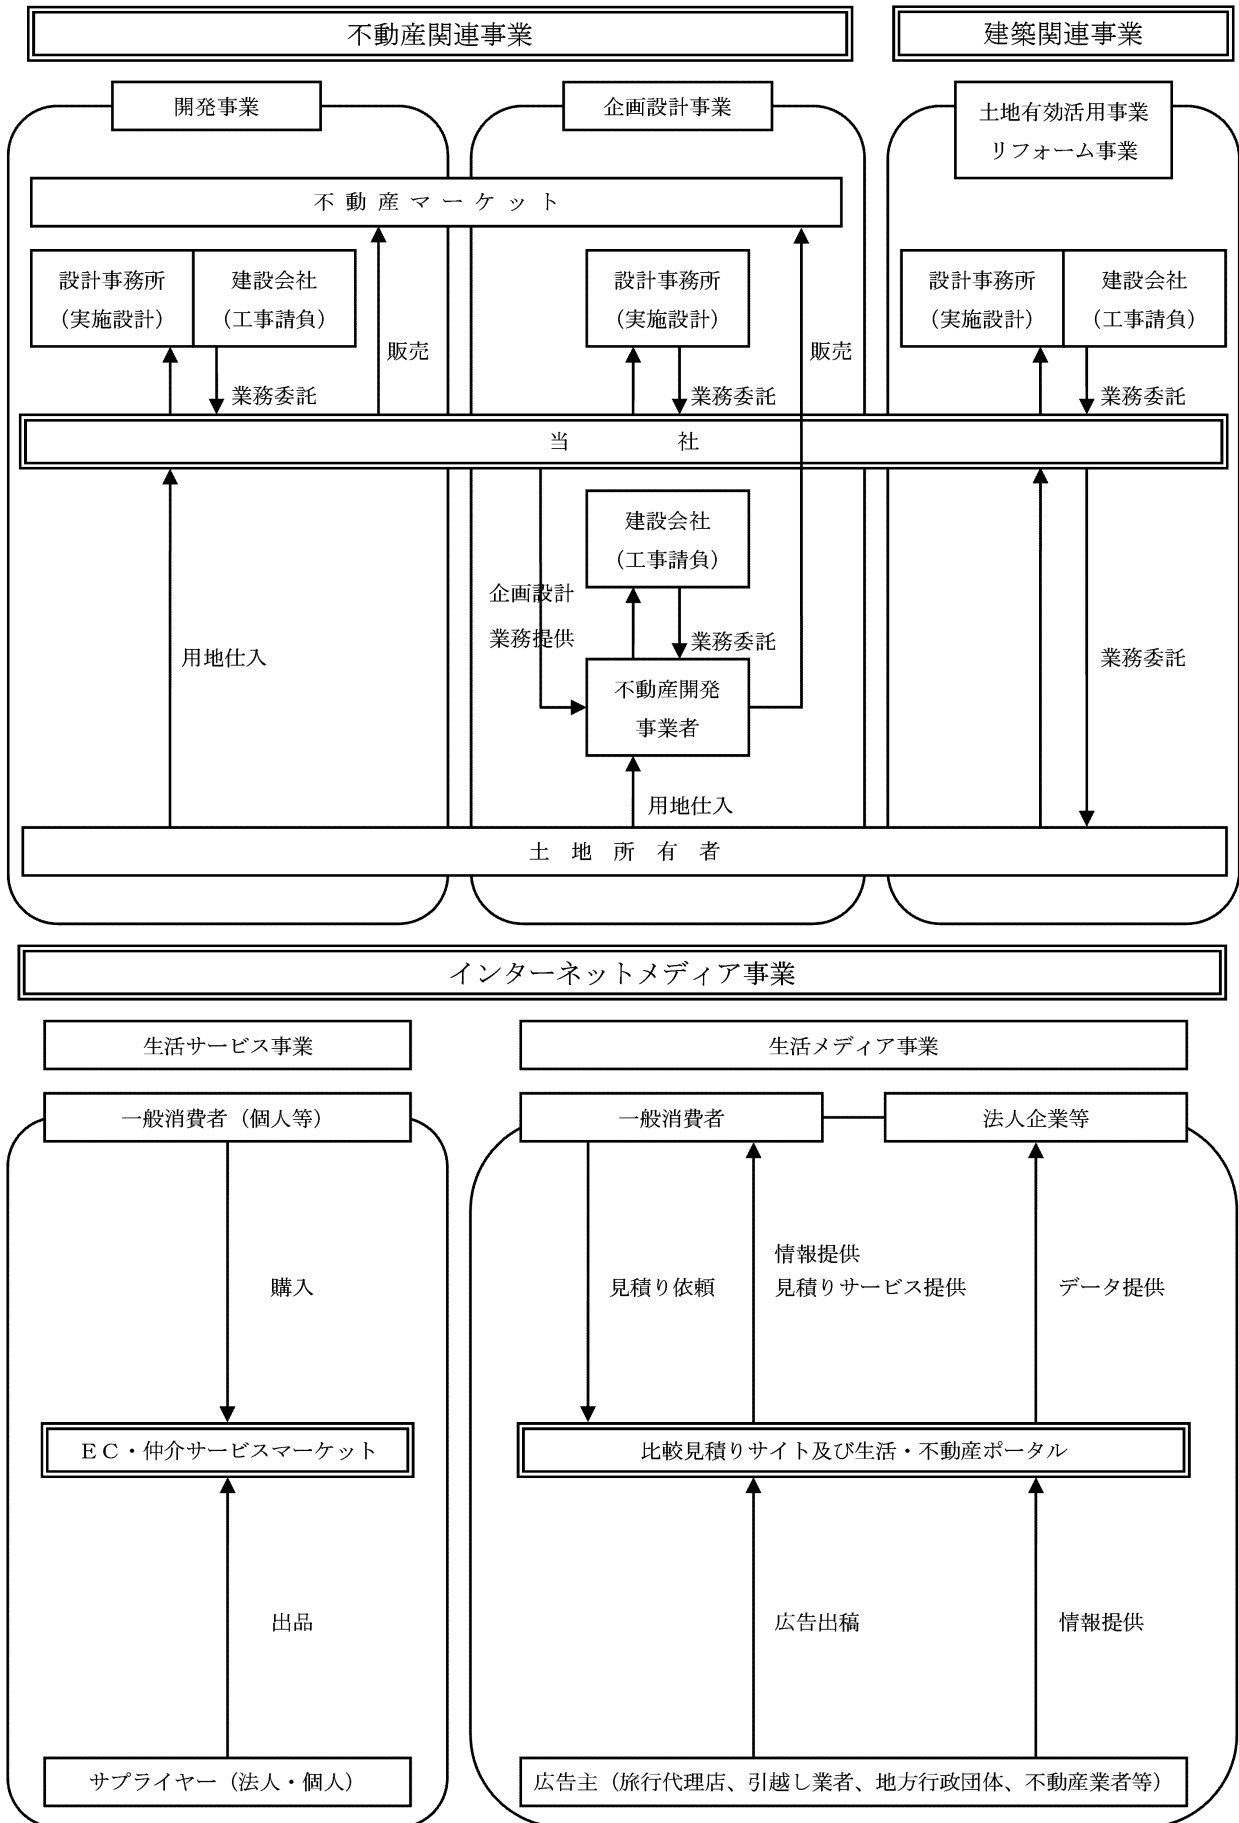 不動産関連事業
建築関連事業
開発事業
企画設計事業
土地有効活用事業
リフォーム事業
不動産マーケット
設計事務所
（実施設計）
建設会社
（工事請負）
設計事務所
（実施設計）
設計事務所
（実施設計）
建設会社
（工事請負）
販売
販売
業務委託
業務委託
業務委託
当社
建設会社
（工事請負）
企画設計
業務提供
業務委託
用地仕入
業務委託
不動産開発
事業者
用地仕入
土地所有者
インターネットメディア事業
生活サービス事業
生活メディア事業
一般消費者（個人等）
一般消費者
法人企業等
購入
見積り依頼
情報提供
見積りサービス提供
データ提供
ＥＣ・仲介サービスマーケット
比較見積りサイト及び生活・不動産ポータル
出品
広告出稿
情報提供
サプライヤー（法人・個人）
広告主（旅行代理店、引越し業者、地方行政団体、不動産業者等）